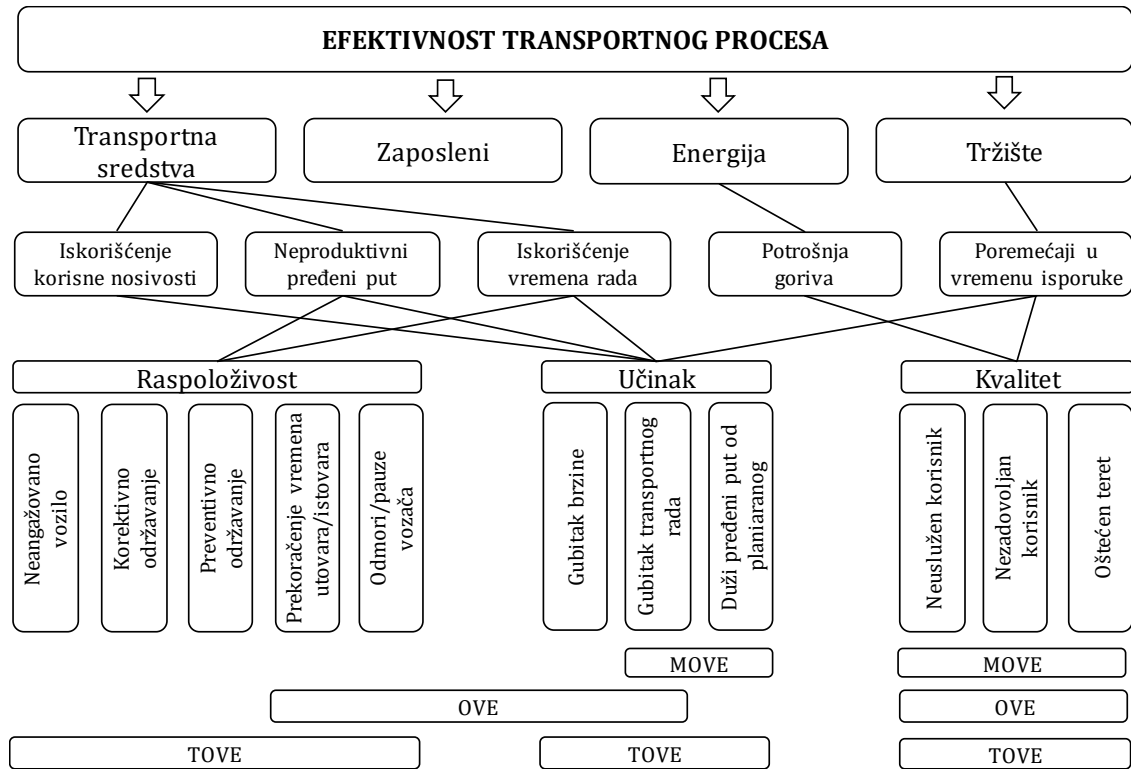 EFEKTIVNOST TRANSPORTNOG PROCESA
Transportna
sredstva
Zaposleni
Energija
Tržište
Iskorišćenje
korisne nosivosti
Neproduktivni
pređeni put
Iskorišćenje
vremena rada
Potrošnja
goriva
Poremećaji u
vremenu isporuke
Raspoloživost
Učinak
Kvalitet
Neangažovano
vozilo
Korektivno
održavanje
Preventivno
održavanje
Prekoračenje vremena
utovara/istovara
Odmori/pauze
vozača
Gubitak brzine
Gubitak transportnog
rada
Duži pređeni put od
planiaranog
Neuslužen korisnik
Nezadovoljan
korisnik
Oštećen teret
MOVE
MOVE
OVE
OVE
TOVE
TOVE
TOVE